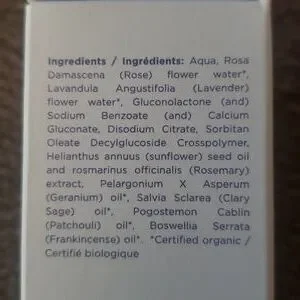 Ingredients / Ingrédients: Aqua, Rosa
Damascena (Rose) flower water*,
Lavandula Angustifolia (Lavender)
flower water*, Gluconolactone (and)
Sodium Benzoate (and) Calcium
Gluconate, Disodium Citrate, Sorbitan
Oleate Decylglucoside Crosspolymer,
Helianthus annuus (sunflower) seed oil
and rosmarinus officinalis (Rosemary)
extract, Pelargonium X Asperum
(Geranium) oil*, Salvia Sclarea (Clary
Sage) oil*, Pogostemon Cablin
(Patchouli) oil*, Boswellia Serrata
(Frankincense) oil*. *Certified organic /
Certifié biologique